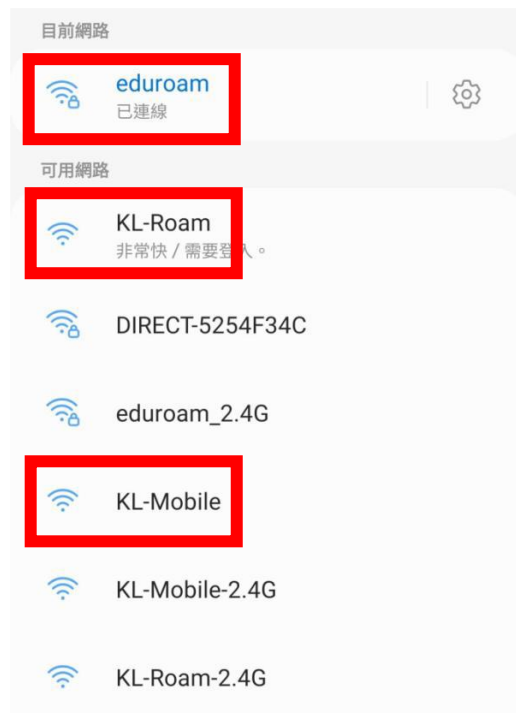 目前網路
eduroam
已連線
可用網路
KL-Roam
非常快 / 需要登入。
DIRECT-5254F34C
eduroam_2.4G
KL-Mobile
KL-Mobile-2.4G
KL-Roam-2.4G